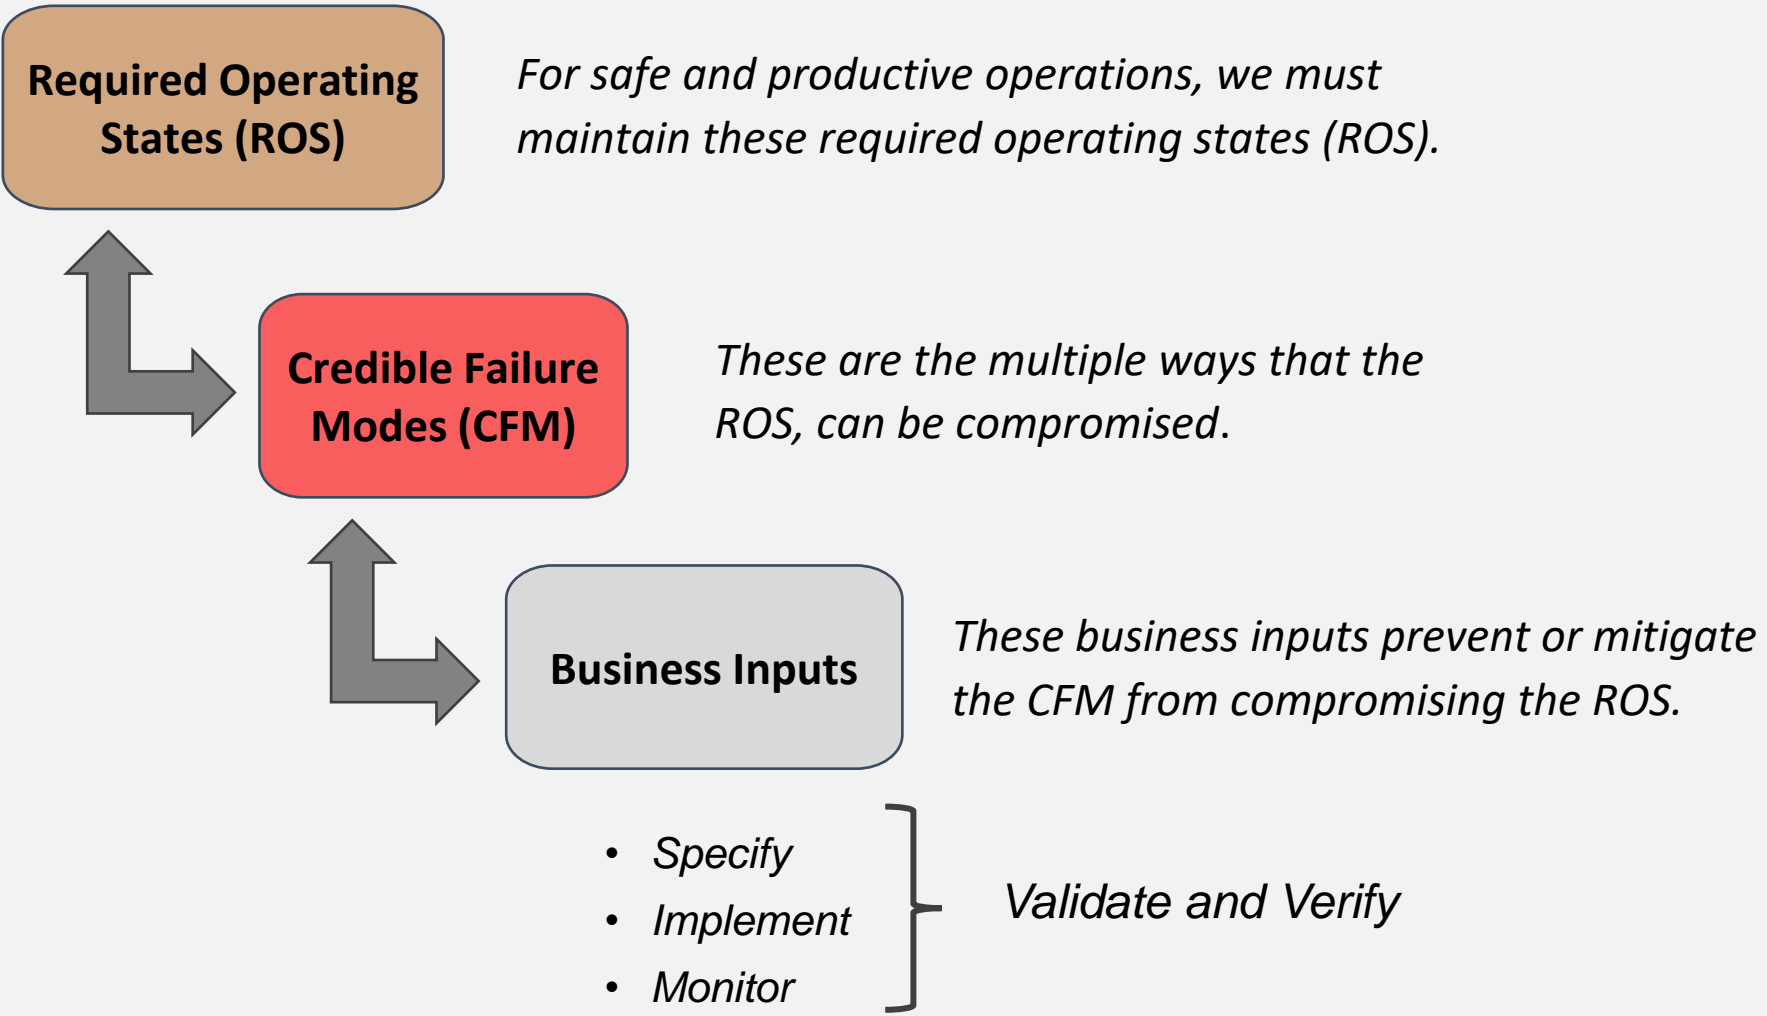 Required Operating
States (ROS)
For safe and productive operations, we must
maintain these required operating states (ROS).
Credible Failure
Modes (CFM)
These are the multiple ways that the
ROS, can be compromised.
Business Inputs
These business inputs prevent or mitigate
the CFM from compromising the ROS.
• Specify
• Implement
• Monitor
Validate and Verify